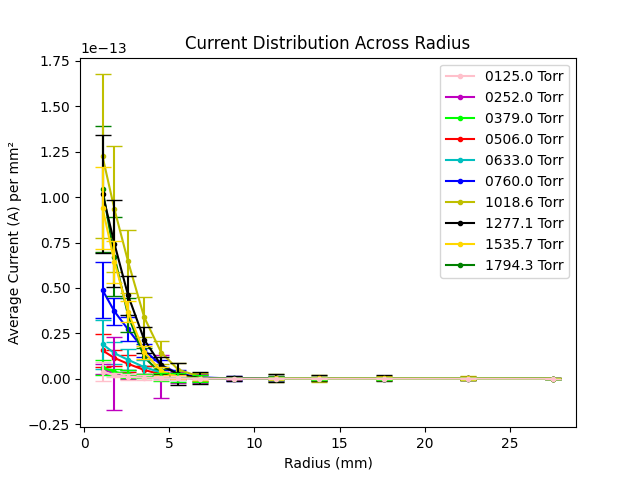 Current Distribution Across Radius
1e−13
1.75
1.50
1.25
1.00
0.75
0.50
0.25
0.00
−0.25
Average Current (A) per mm²
0 5 10 15 20 25
Radius (mm)
0125.0 Torr
0252.0 Torr
0379.0 Torr
0506.0 Torr
0633.0 Torr
0760.0 Torr
1018.6 Torr
1277.1 Torr
1535.7 Torr
1794.3 Torr